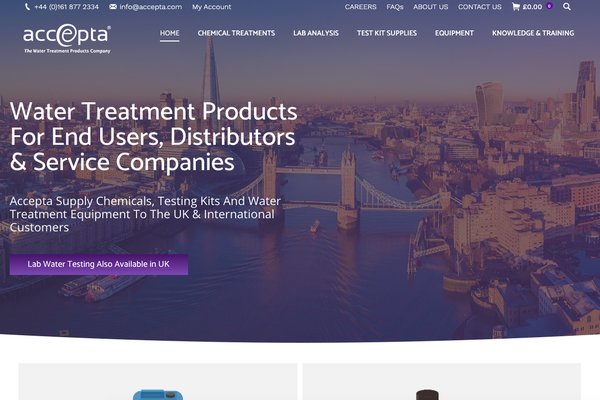 +44 (0)161 877 2334 info@accepta.com My Account CAREERS FAQs ABOUT US CONTACT US £0.00 0
accepta®
The Water Treatment Products Company
HOME CHEMICAL TREATMENTS LAB ANALYSIS TEST KIT SUPPLIES EQUIPMENT KNOWLEDGE & TRAINING
Water Treatment Products
For End Users, Distributors
& Service Companies
Accepta Supply Chemicals, Testing Kits And Water
Treatment Equipment To The UK & International
Customers
Lab Water Testing Also Available in UK